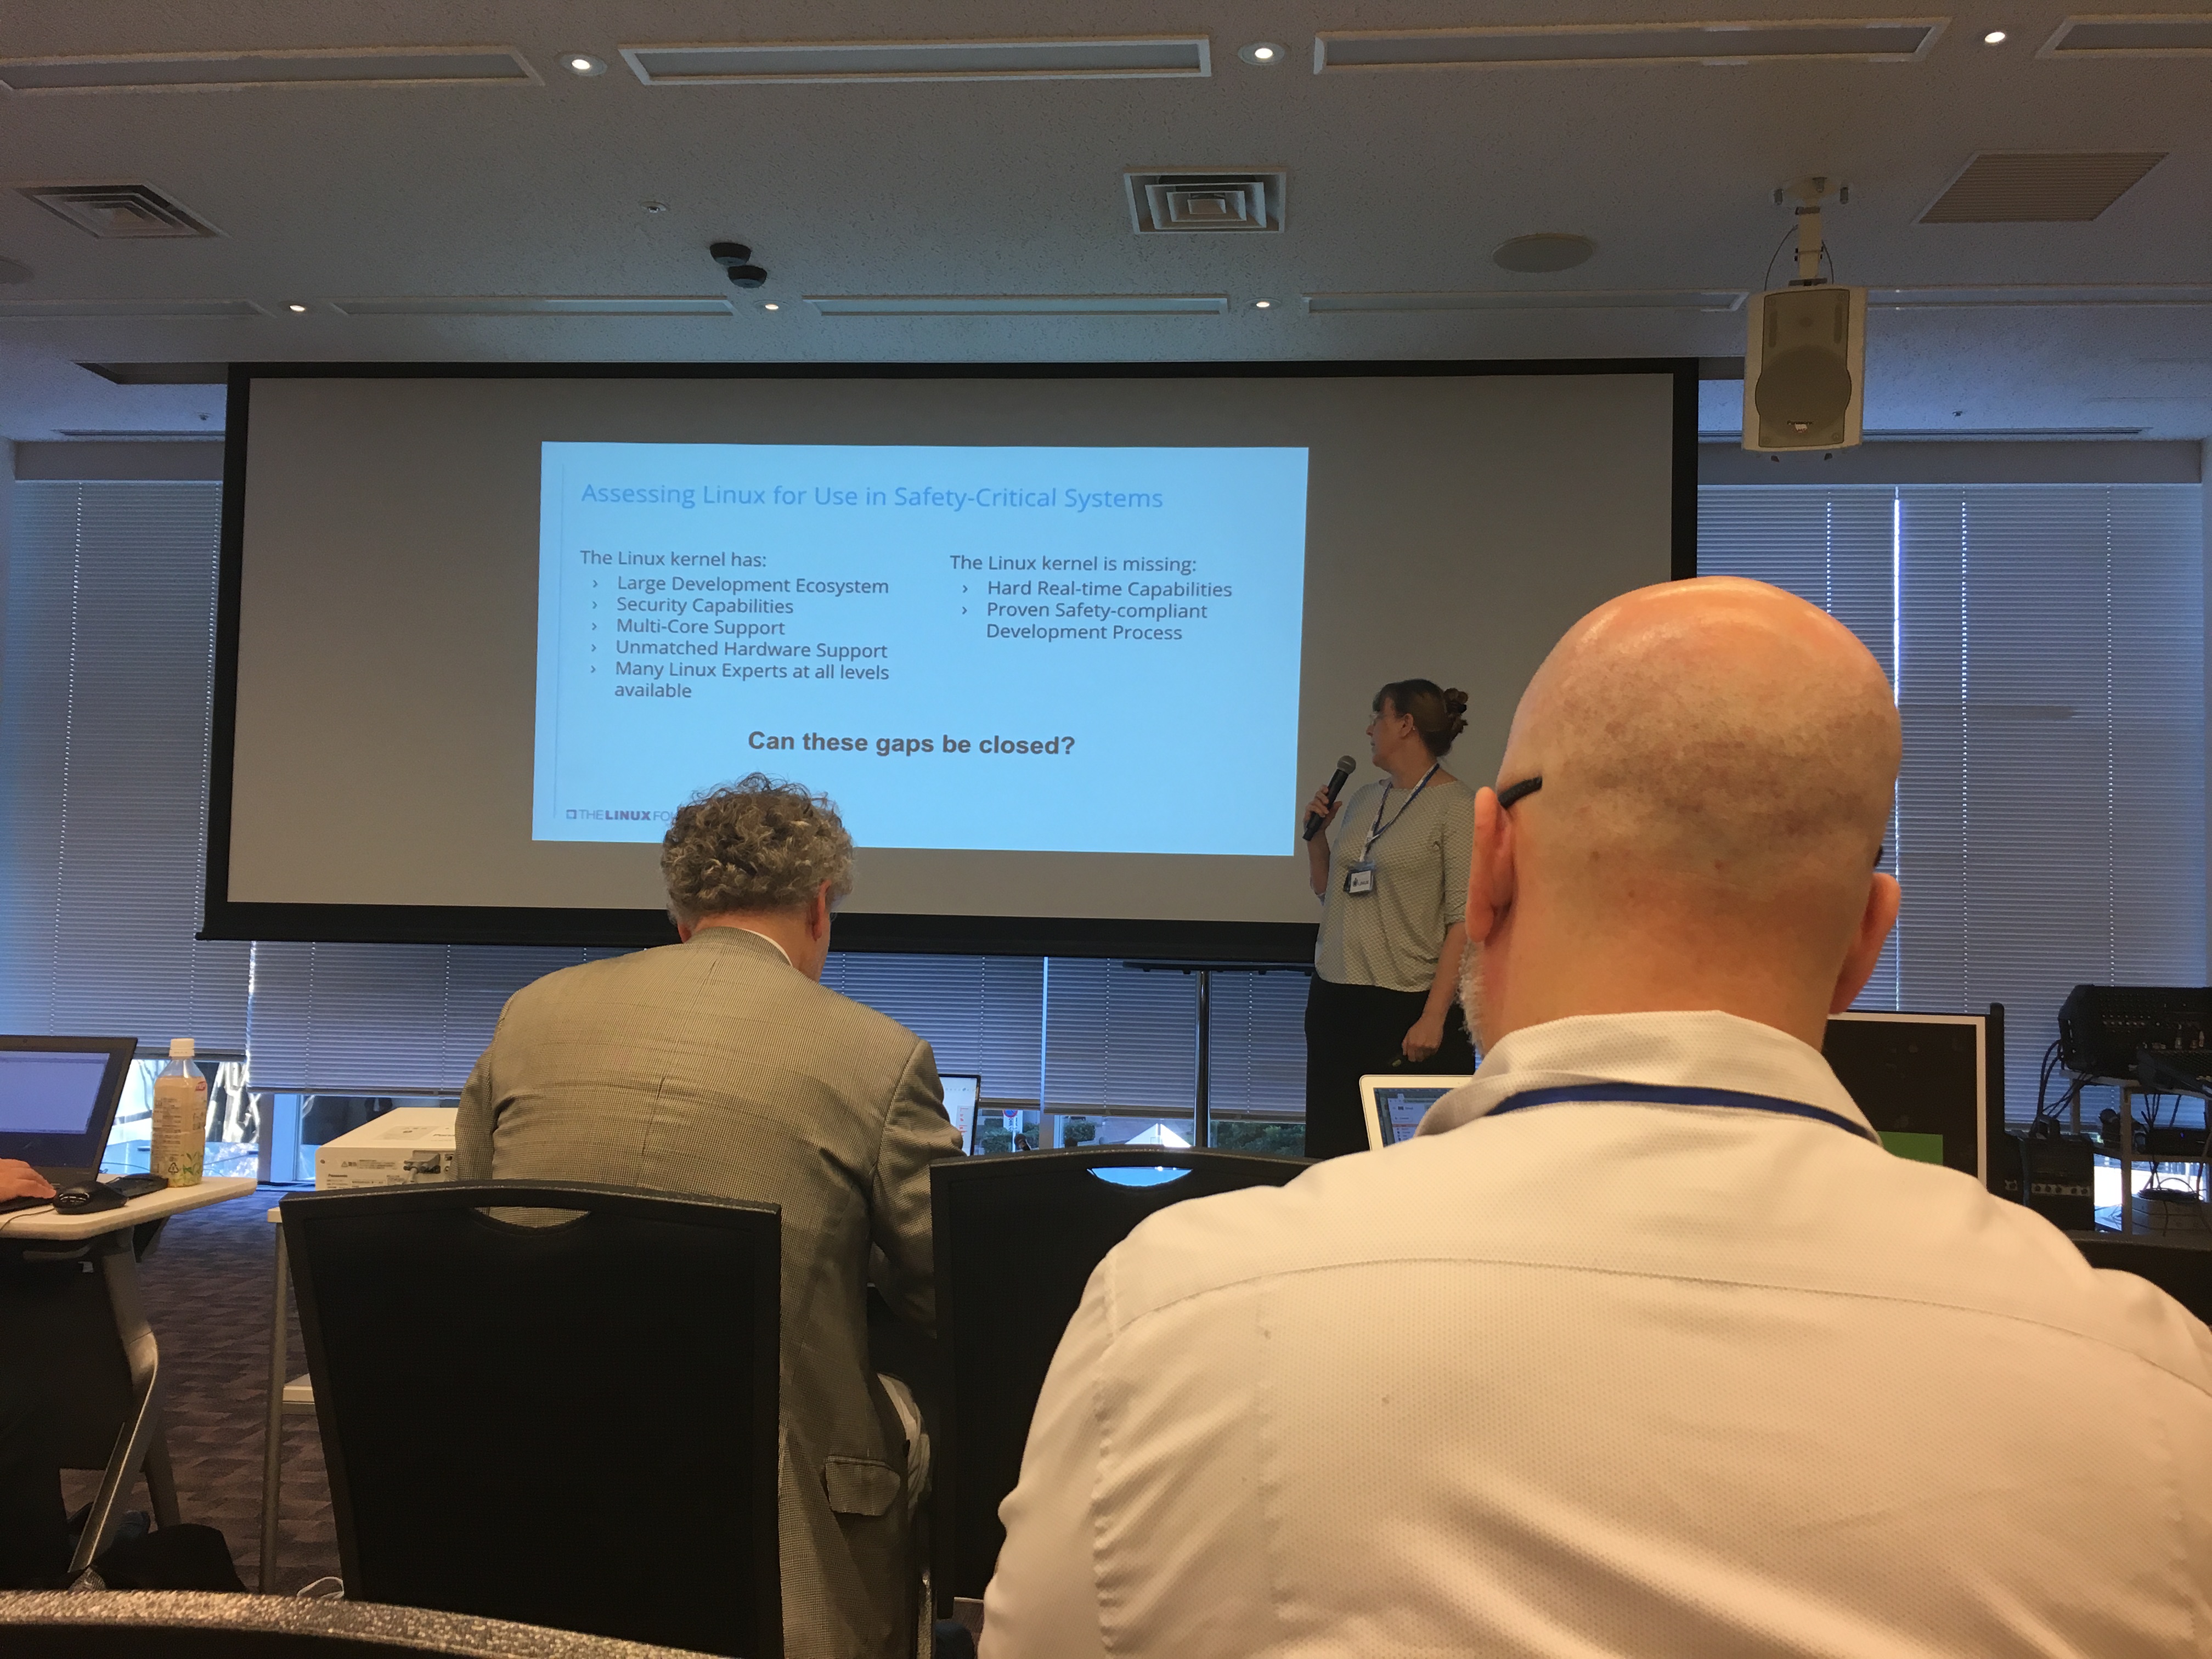 Assessing Linux for Use in Safety-Critical Systems
The Linux kernel has:
› Large Development Ecosystem
› Security Capabilities
› Multi-Core Support
› Unmatched Hardware Support
› Many Linux Experts at all levels
available
The Linux kernel is missing:
› Hard Real-time Capabilities
› Proven Safety-compliant
Development Process
Can these gaps be closed?
THE LINUX FO